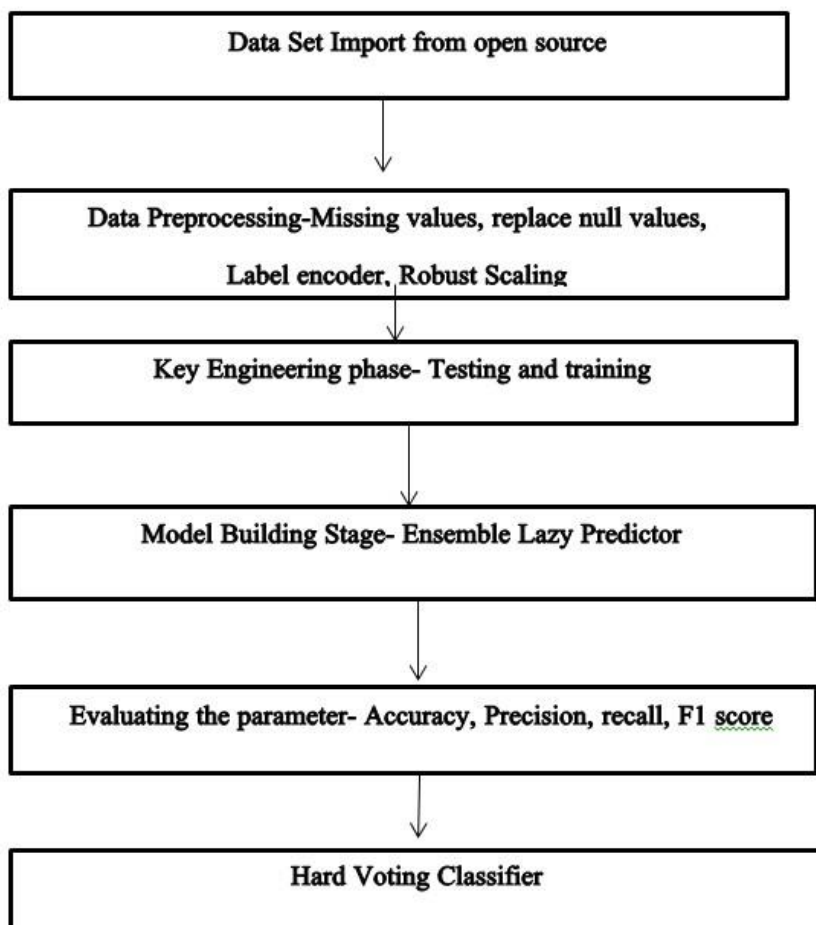 Data Set Import from open source
Data Preprocessing-Missing values, replace null values,
Label encoder, Robust Scaling
Key Engineering phase- Testing and training
Model Building Stage- Ensemble Lazy Predictor
Evaluating the parameter- Accuracy, Precision, recall, F1 score
Hard Voting Classifier